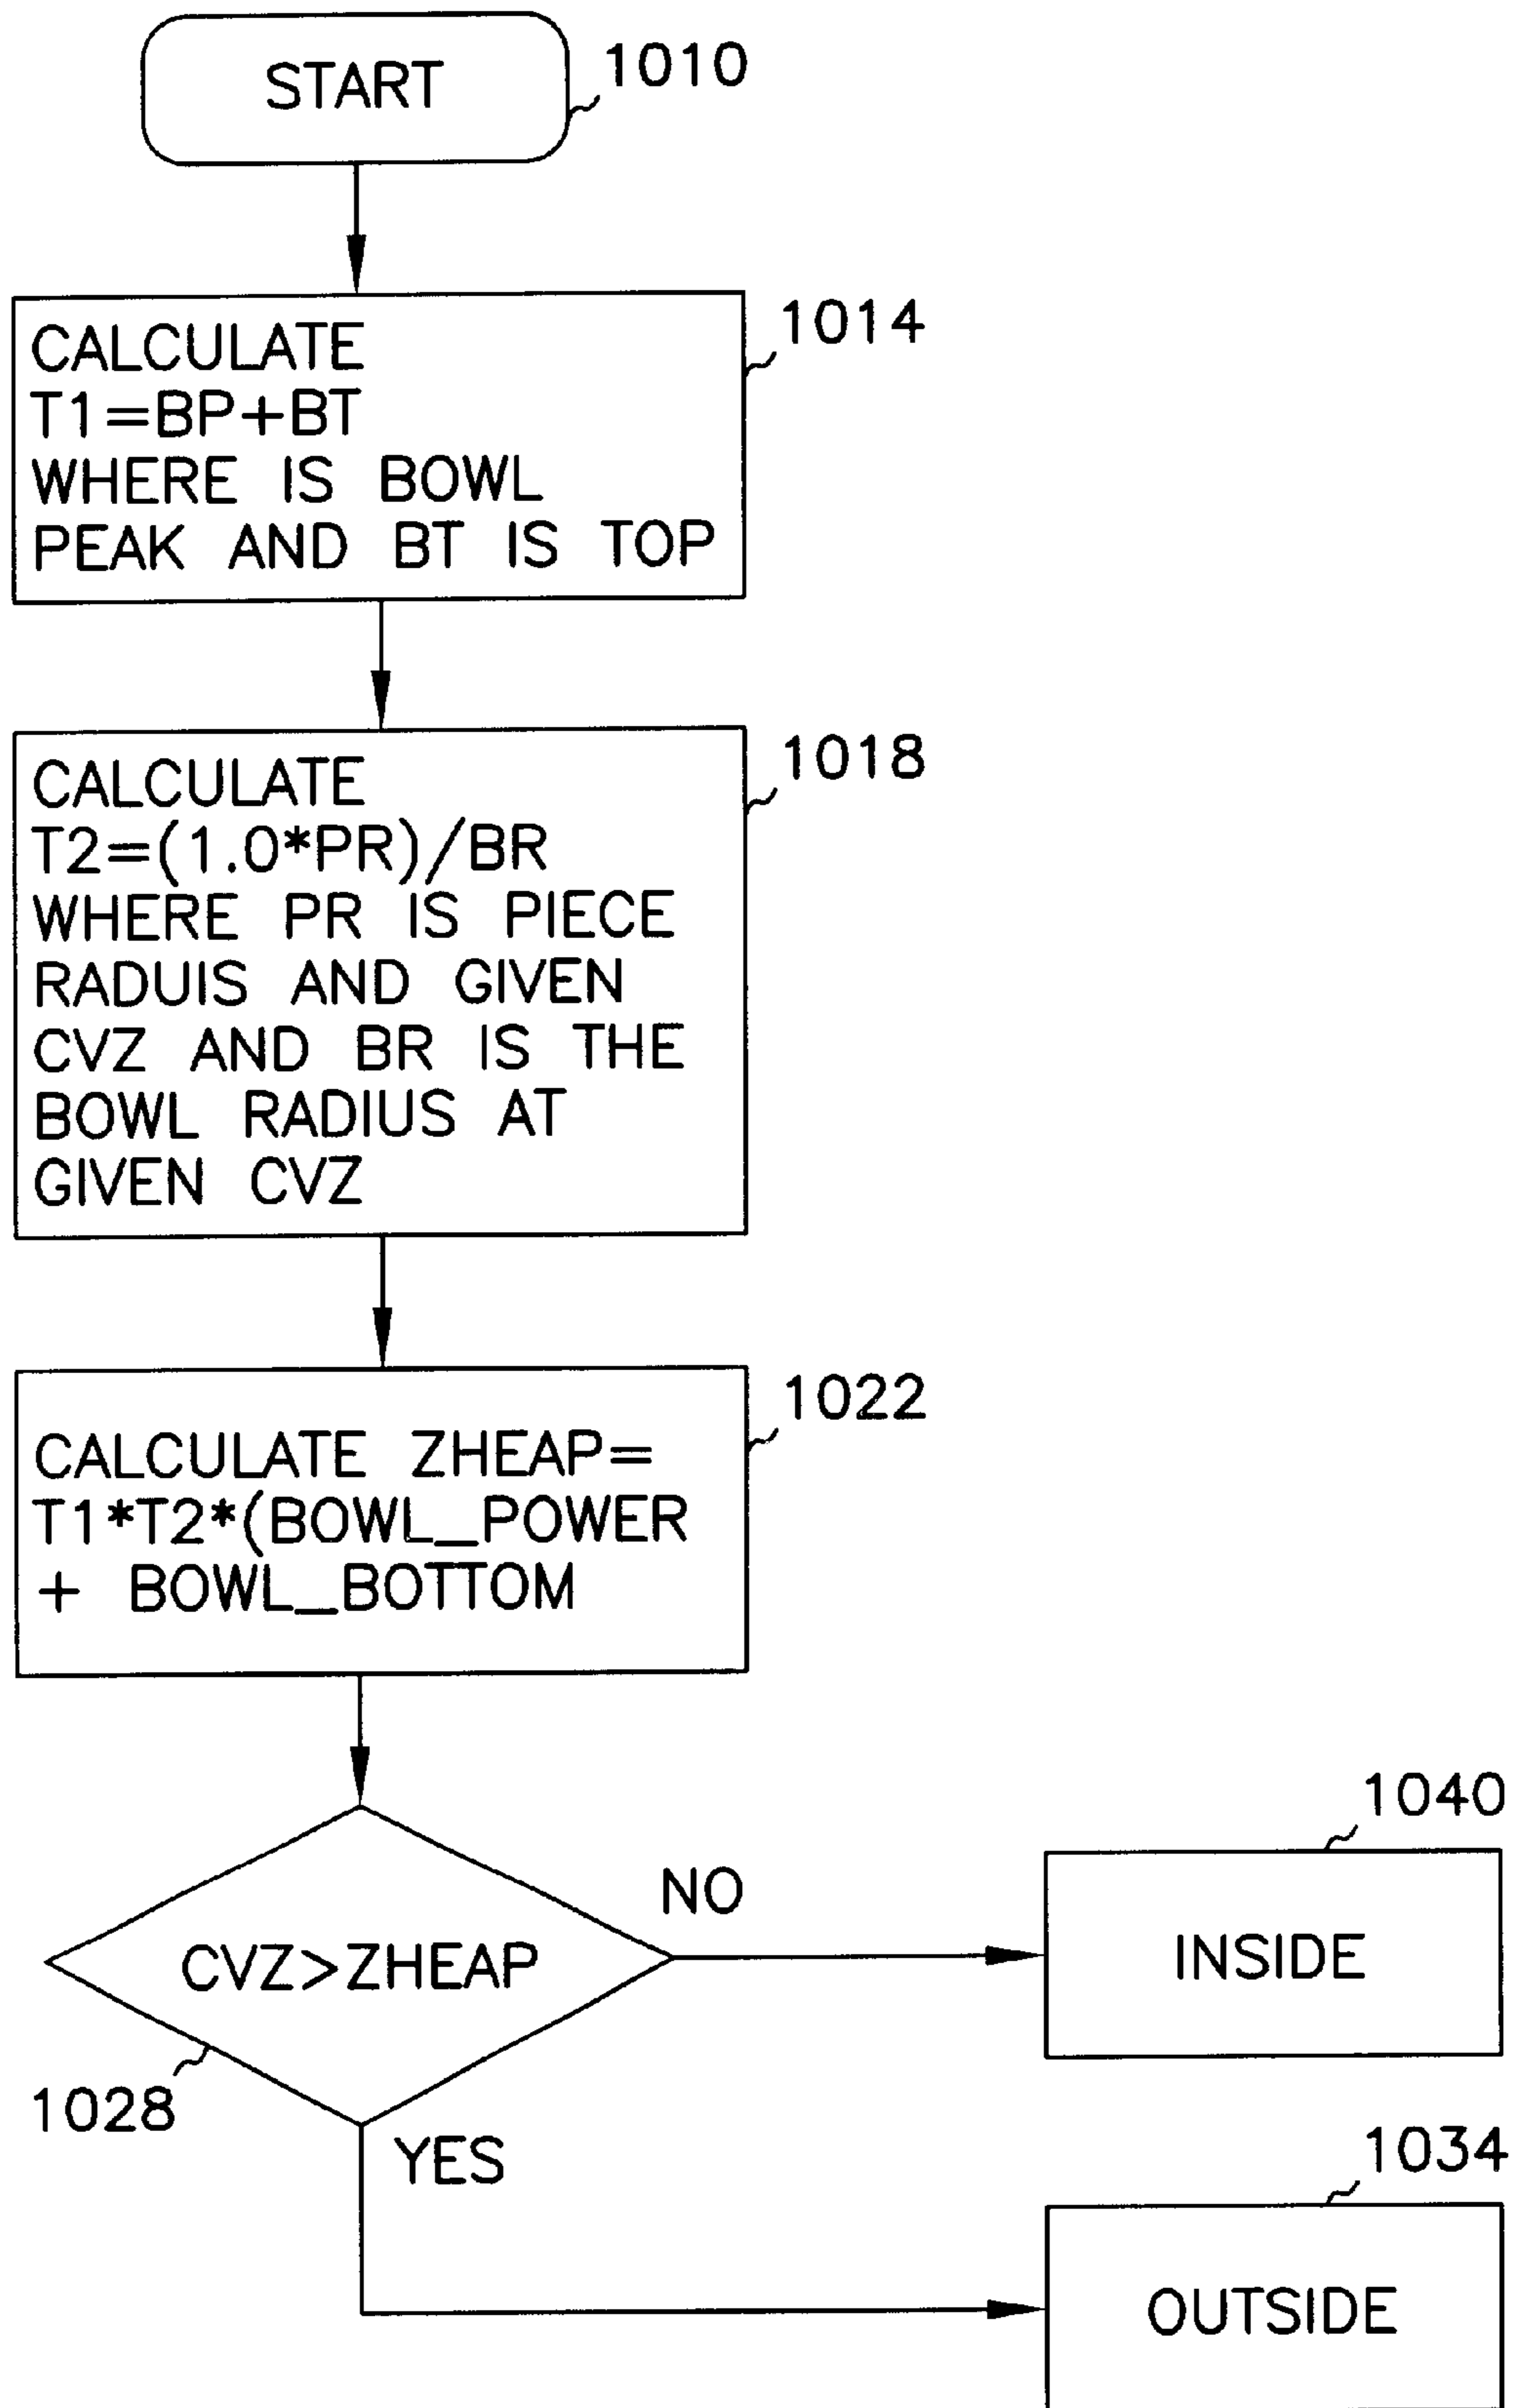 START
1010
CALCULATE
T1=BP+BT
WHERE IS BOWL
PEAK AND BT IS TOP
1014
CALCULATE
T2=(1.0*PR)/BR
WHERE PR IS PIECE
RADUIS AND GIVEN
CVZ AND BR IS THE
BOWL RADIUS AT
GIVEN CVZ
1018
CALCULATE ZHEAP=
T1*T2*(BOWL_POWER
+ BOWL_BOTTOM
1022
CVZ>ZHEAP
1028
NO
1040
INSIDE
YES
1034
OUTSIDE